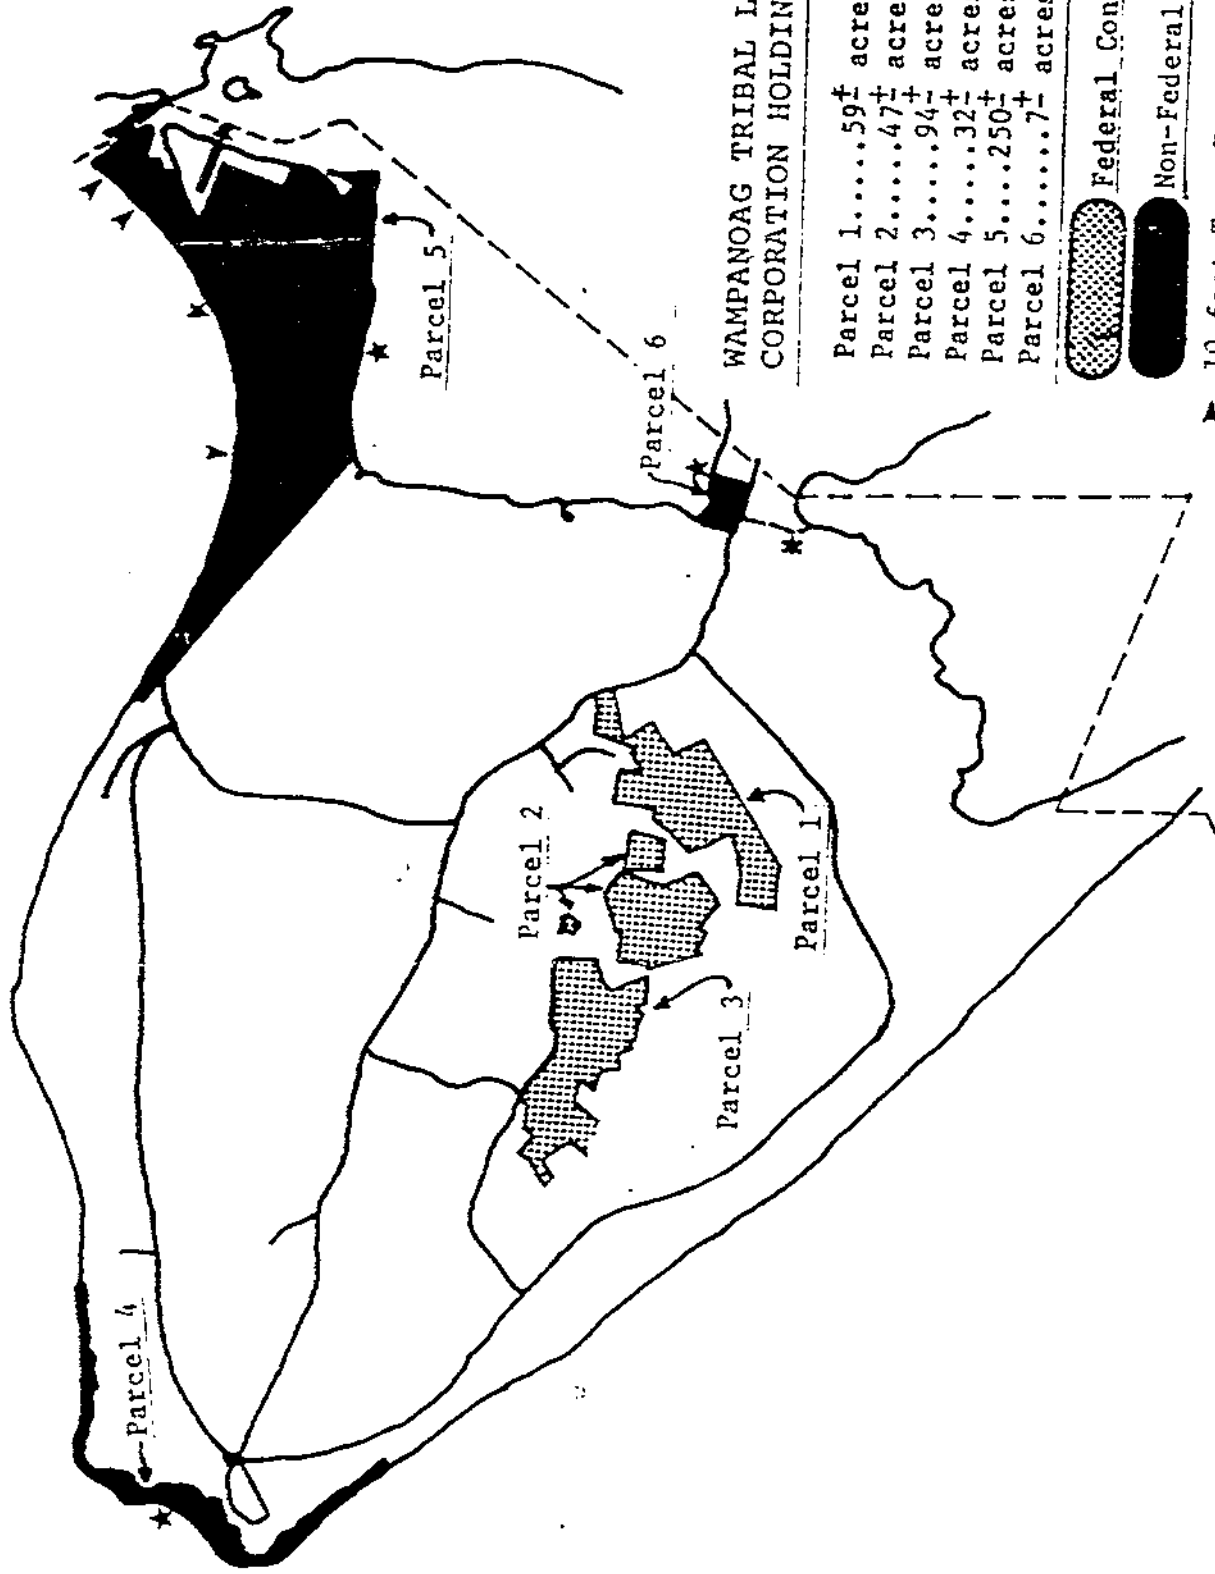 Parcel 4
Parcel 3
Parcel 2
Parcel 1
Parcel 5
Parcel 6
WAMPANOAG TRIBAL L
CORPORATION HOLDIN
Parcel 1.....59± acre
Parcel 2.....47± acre
Parcel 3.....94± acre
Parcel 4.....32± acre
Parcel 5....250± acre
Parcel 6......7± acres
Federal Con
Non-Federal